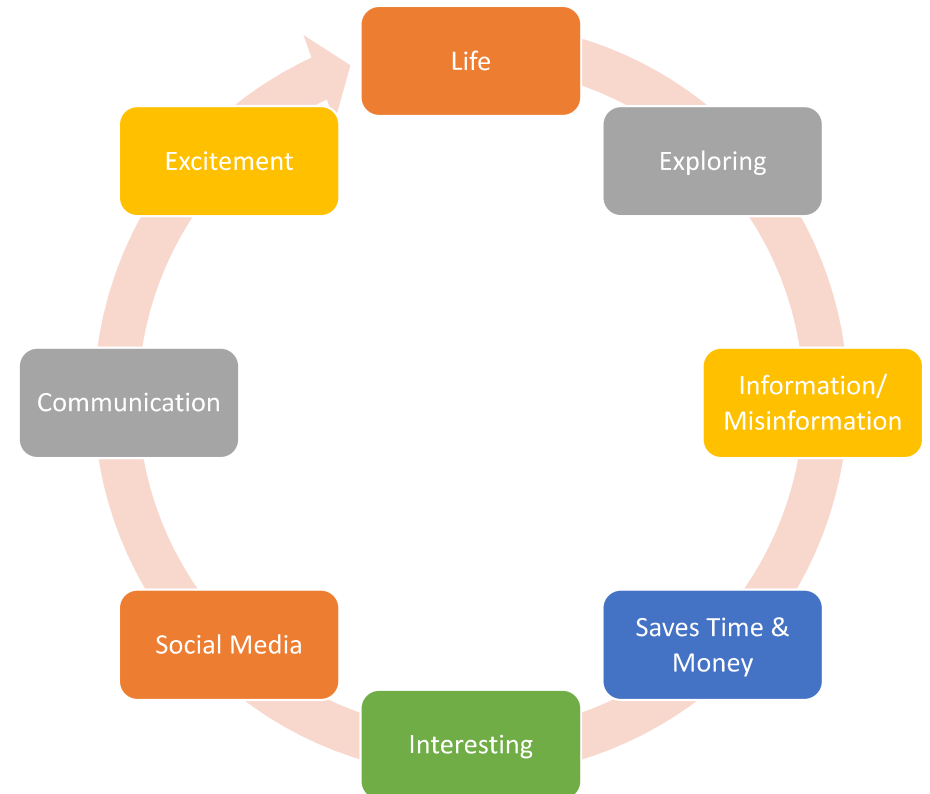 Life
Exploring
Information/
Misinformation
Saves Time &
Money
Interesting
Social Media
Communication
Excitement